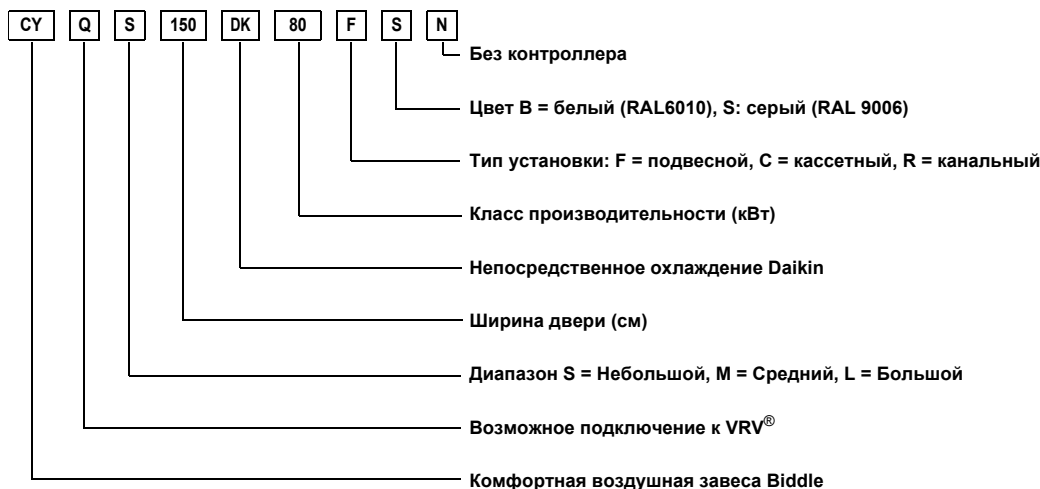 CY Q S 150 DK 80 F S N
Без контроллера
Цвет B = белый (RAL6010), S: серый (RAL 9006)
Тип установки: F = подвесной, C = кассетный, R = канальный
Класс производительности (кВт)
Непосредственное охлаждение Daikin
Ширина двери (см)
Диапазон S = Небольшой, M = Средний, L = Большой
Возможное подключение к VRV®
Комфортная воздушная завеса Biddle